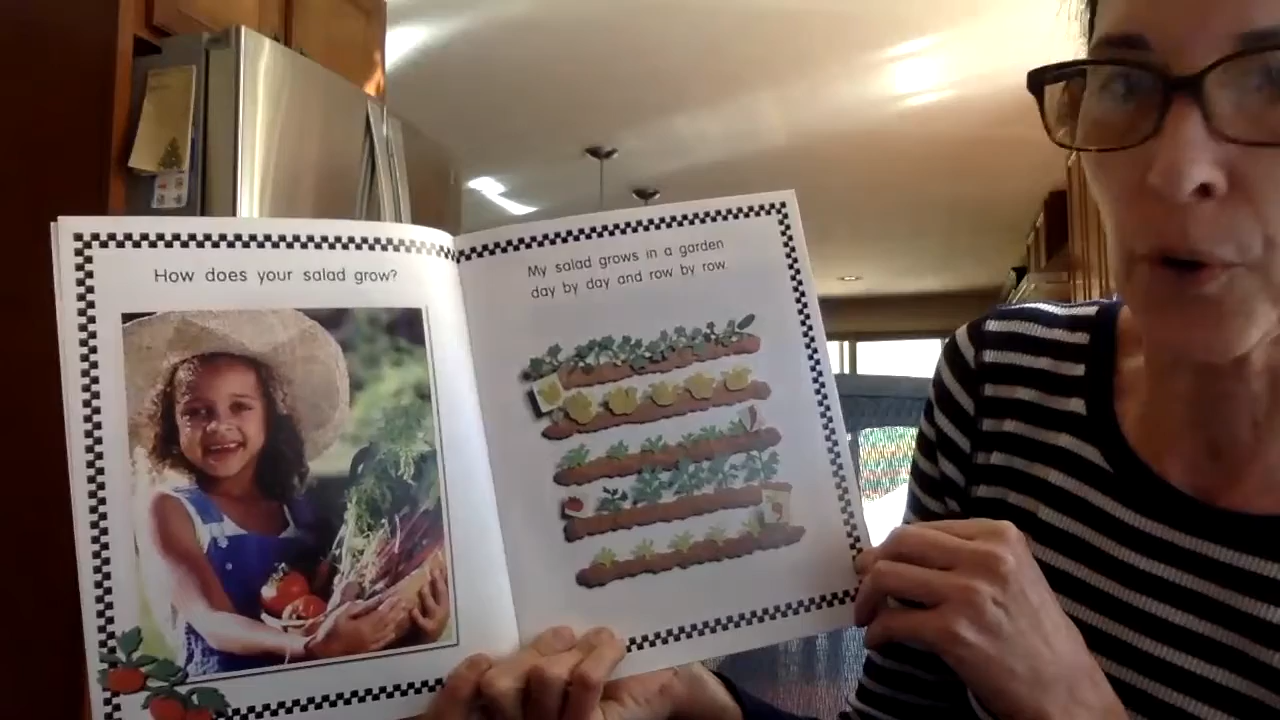 How does your salad grow?
My salad grows in a garden
day by day and row by row.